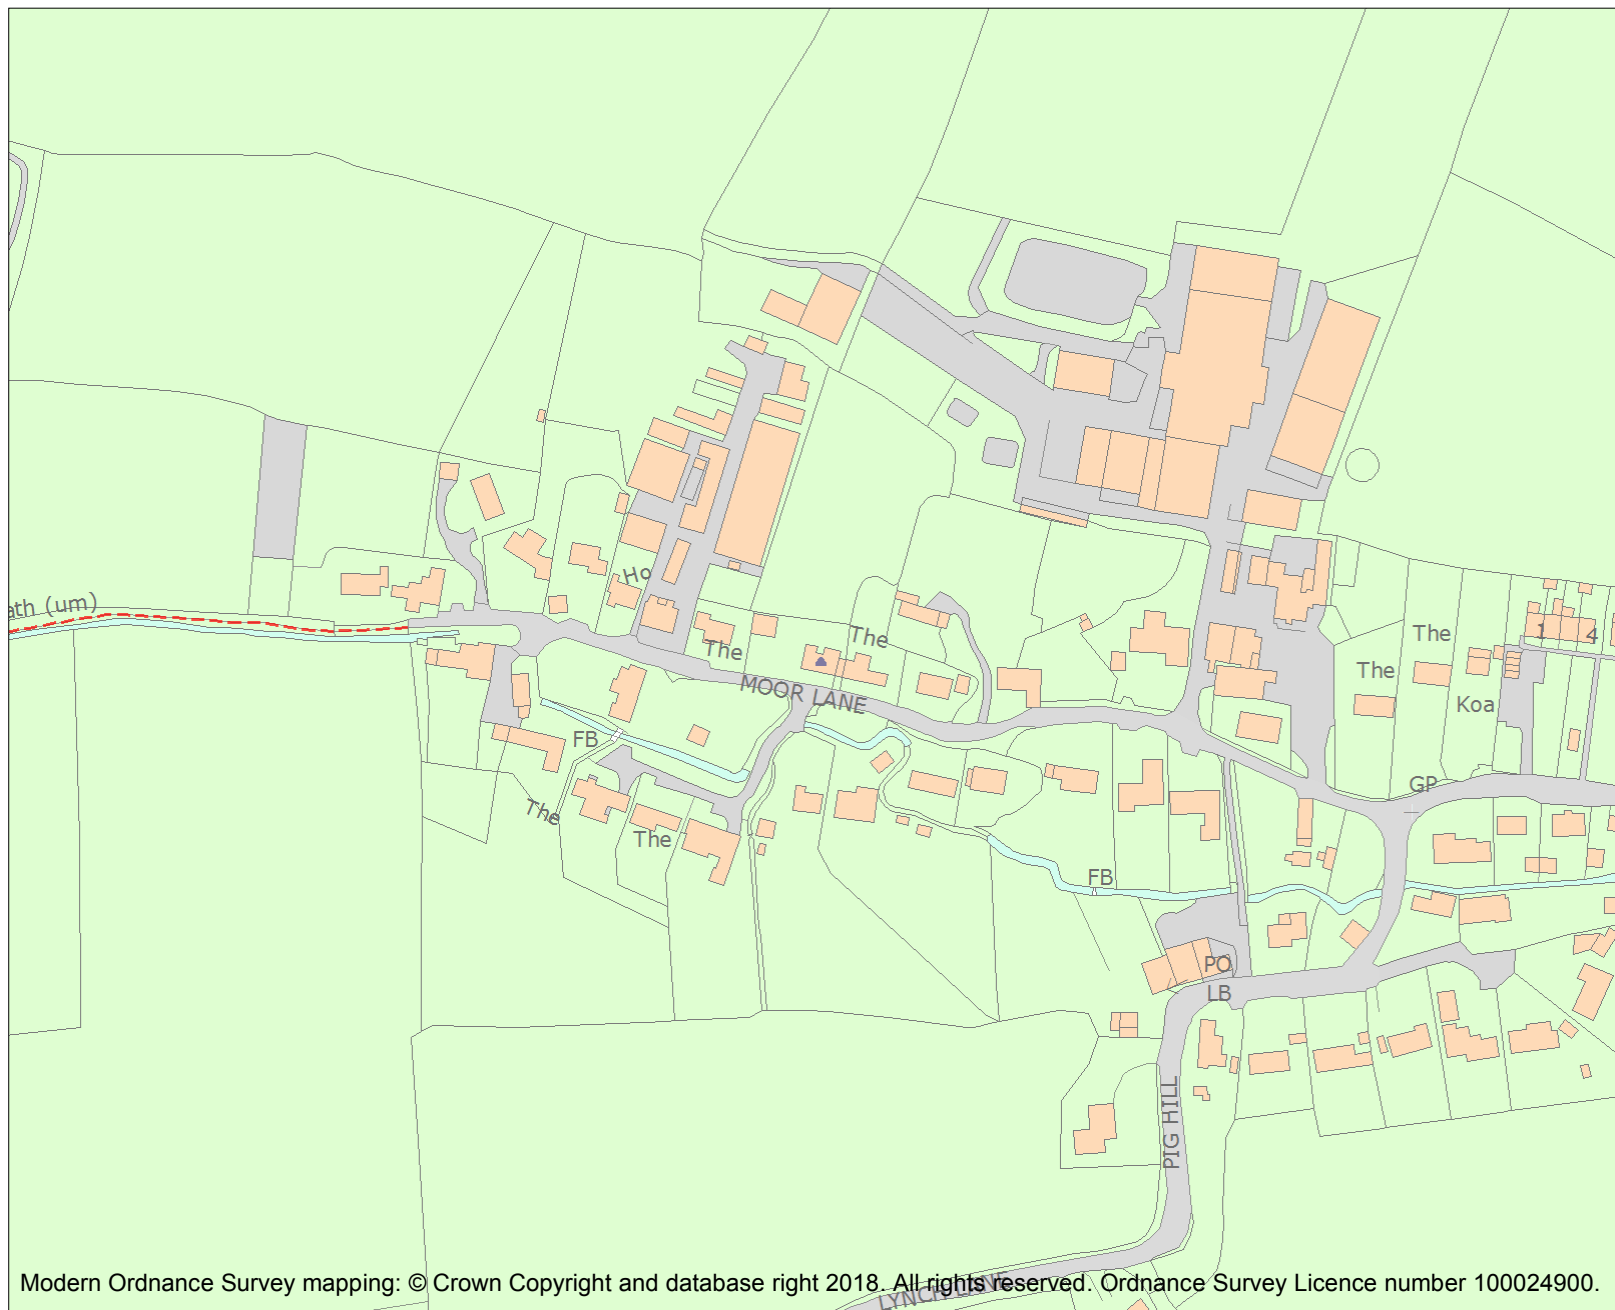 ath (um)
Ho
The
The
MOOR LANE
FB
The
The
The
1
4
The
Koa
GP
FB
PO
LB
PIG HILL
LYNCH LANE
Modern Ordnance Survey mapping: © Crown Copyright and database right 2018. All rights reserved. Ordnance Survey Licence number 100024900.